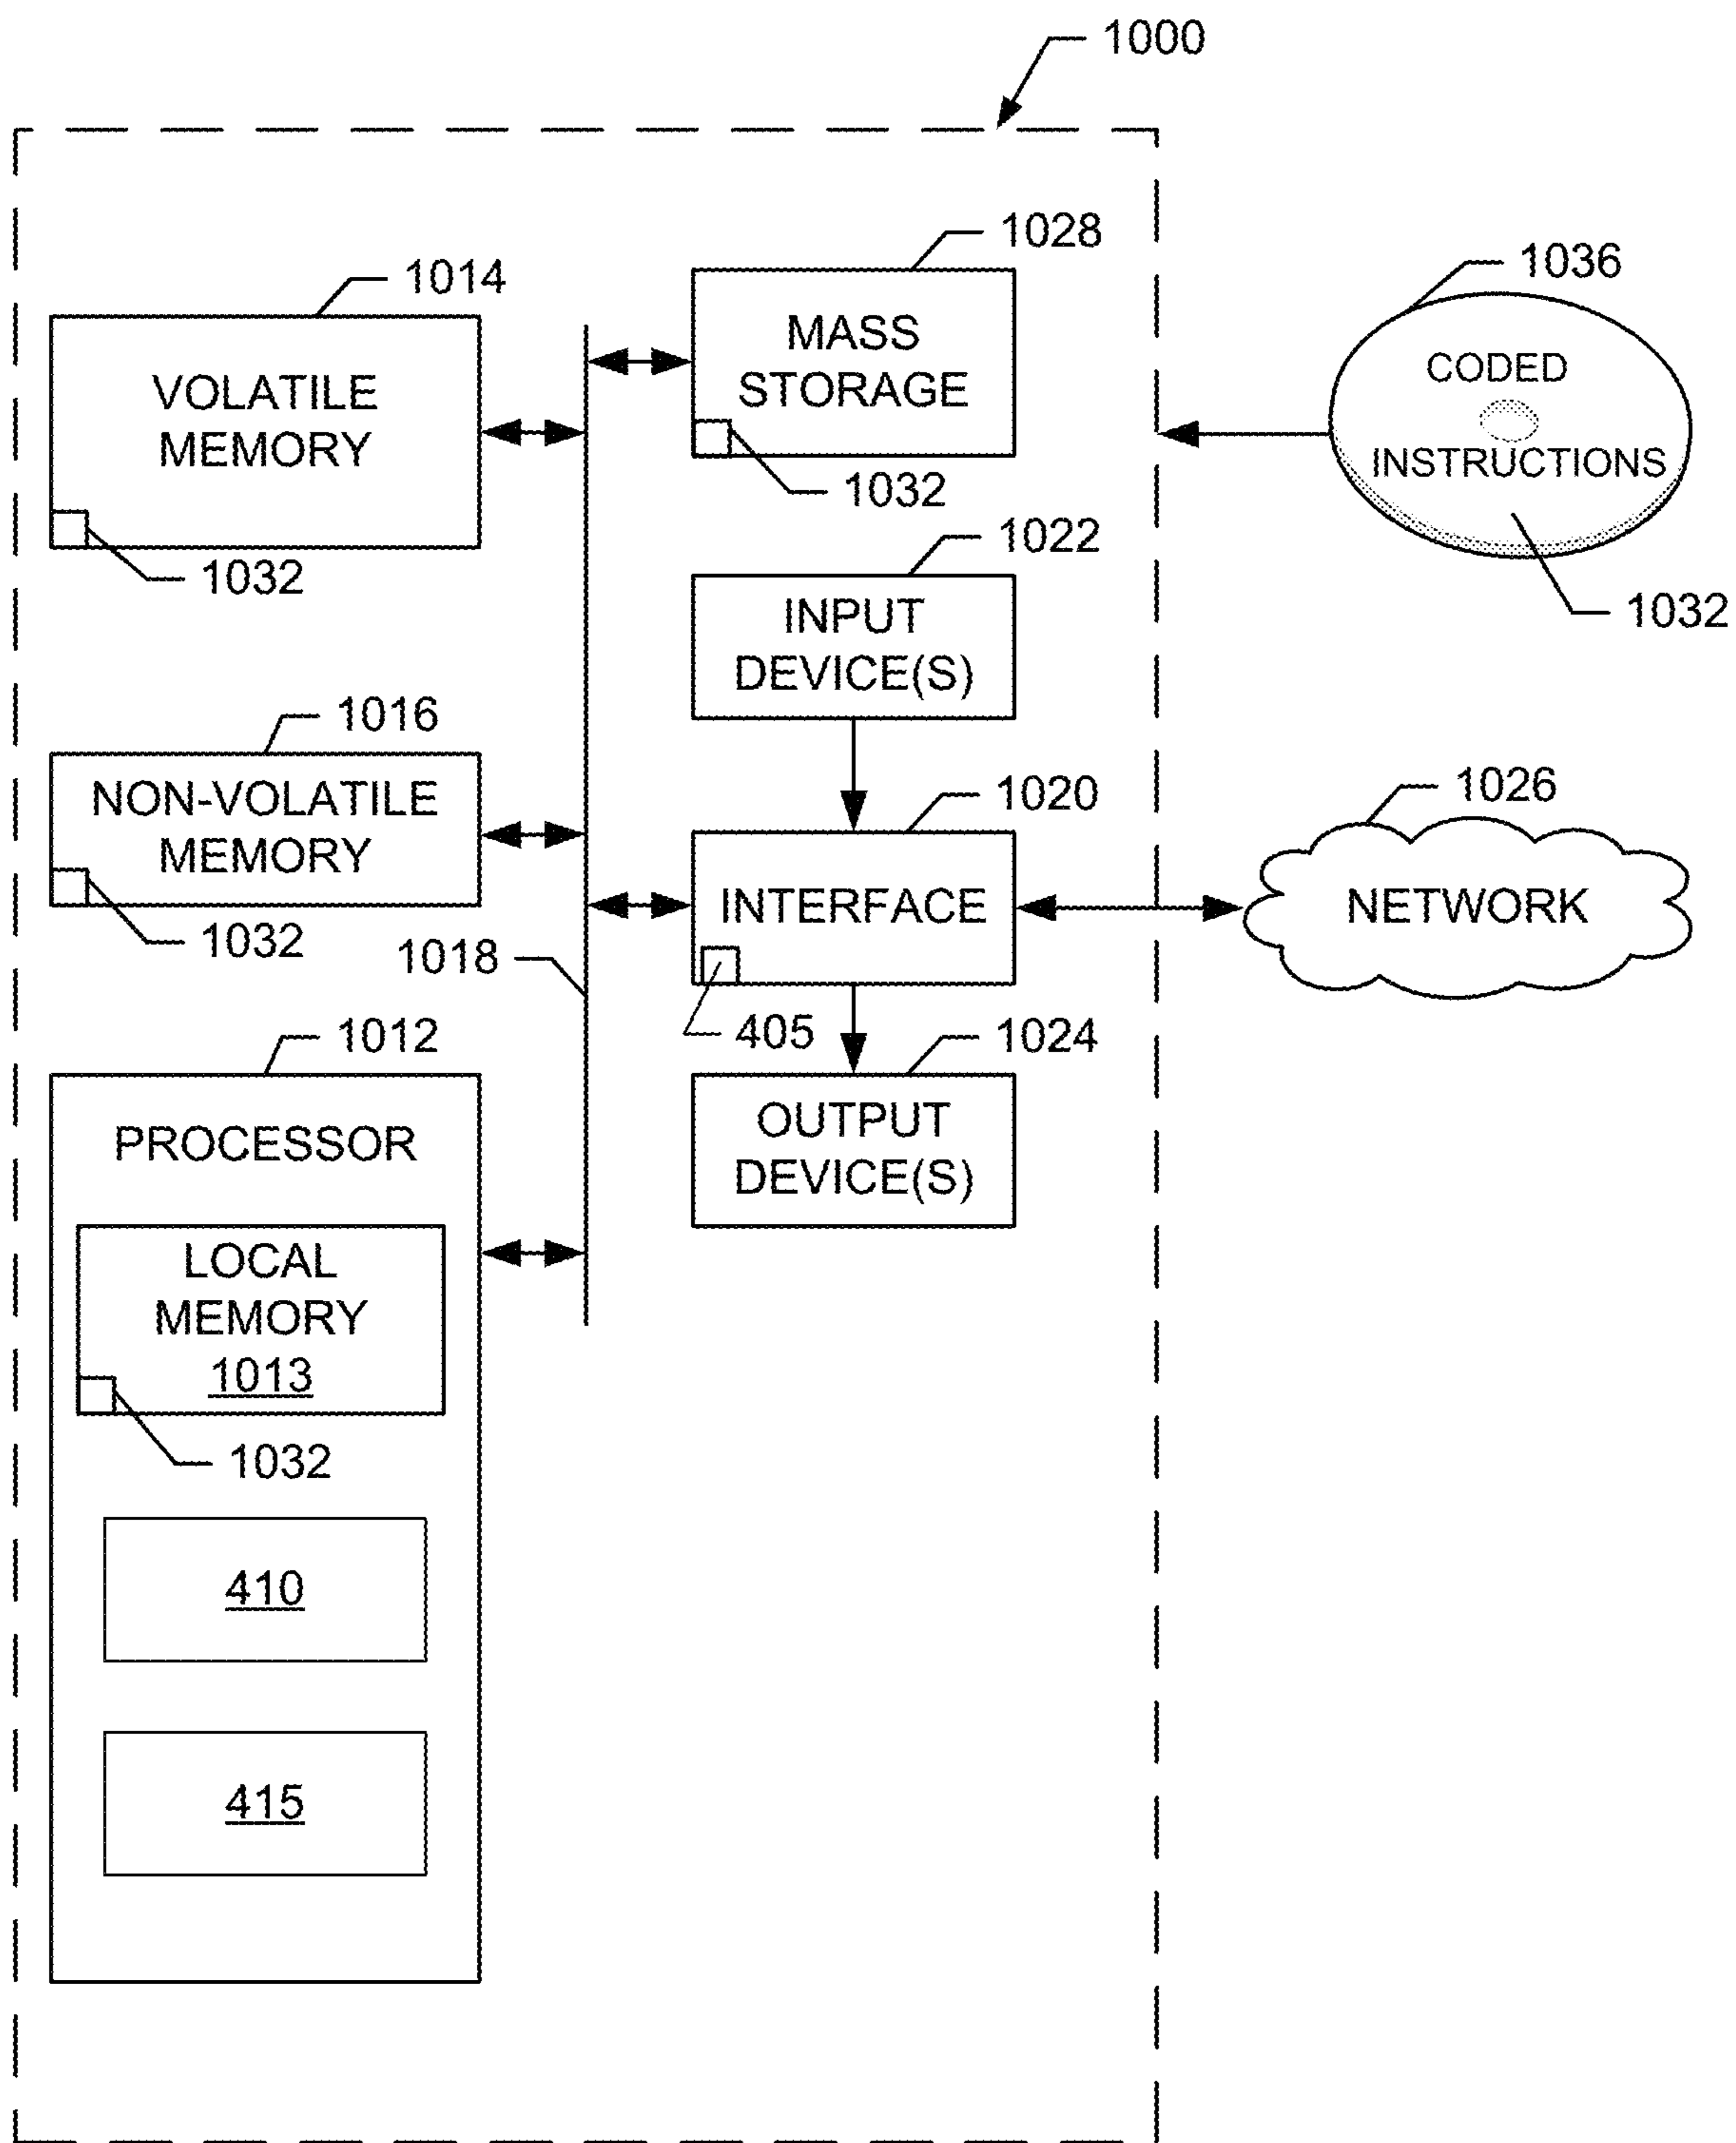 1000
1014
VOLATILE
MEMORY
1032
1028
MASS
STORAGE
1032
1036
CODED
INSTRUCTIONS
1032
1022
INPUT
DEVICE(S)
1016
NON-VOLATILE
MEMORY
1032
1018
1020
INTERFACE
405
1026
NETWORK
1024
OUTPUT
DEVICE(S)
1012
PROCESSOR
LOCAL
MEMORY
1013
1032
410
415